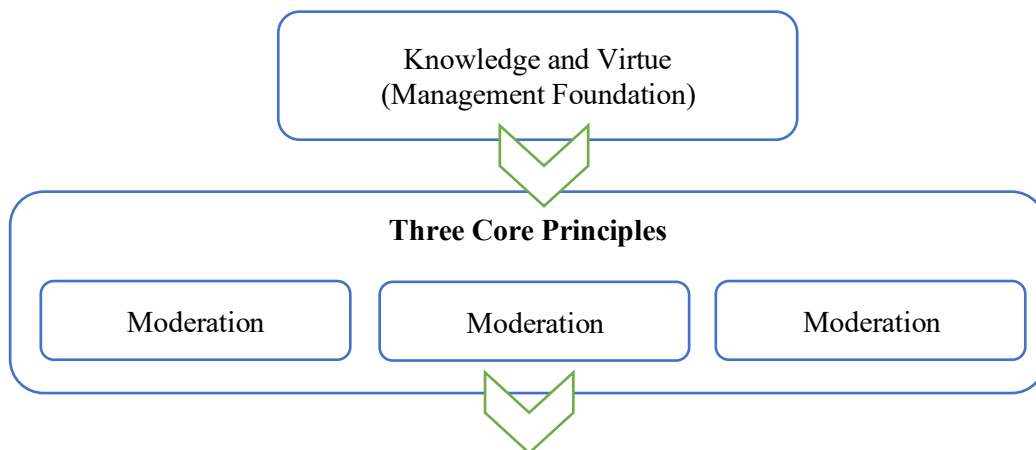 Knowledge and Virtue
(Management Foundation)
Three Core Principles
Moderation
Moderation
Moderation